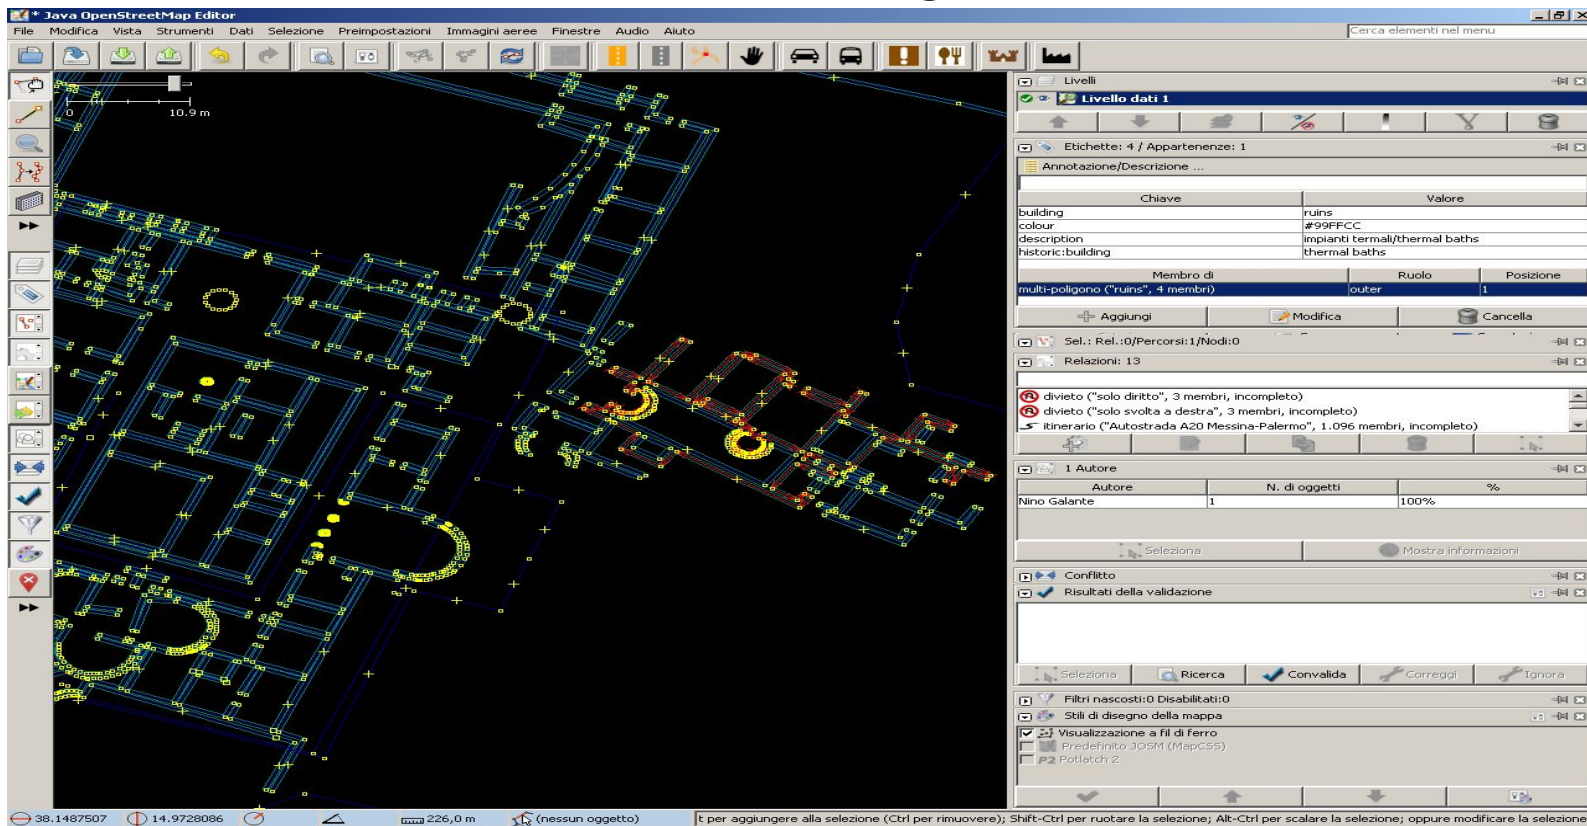 * Java OpenStreetMap Editor
File Modifica Vista Strumenti Dati Selezione Preimpostazioni Immagini aeree Finestre Audio Aiuto
Cerca elementi nel menu
0 10.9 m
Livelli
Livello dati 1
Etichette: 4 / Appartenenze: 1
Annotazione/Descrizione ...
Chiave Valore
building ruins
colour #99FFCC
description impianti termali/thermal baths
historic:building thermal baths
Membro di Ruolo Posizione
multi-poligono ("ruins", 4 membri) outer 1
Aggiungi Modifica Cancella
Sel.: Rel.:0/Percorsi:1/Nodi:0
Relazioni: 13
divieto ("solo diritto", 3 membri, incompleto)
divieto ("solo svolta a destra", 3 membri, incompleto)
itinerario ("Autostrada A20 Messina-Palermo", 1.096 membri, incompleto)
1 Autore
Autore N. di oggetti %
Nino Galante 1 100%
Seleziona Mostra informazioni
Conflitto
Risultati della validazione
Seleziona Ricerca Convalida Correggi Ignora
Filtri nascosti:0 Disabilitati:0
Stili di disegno della mappa
Visualizzazione a fil di ferro
Predefinito JOSM (MapCSS)
P2 Potlatch 2
38.1487507 14.9728086 226,0 m (nessun oggetto) t per aggiungere alla selezione (Ctrl per rimuovere); Shift-Ctrl per ruotare la selezione; Alt-Ctrl per scalare la selezione; oppure modificare la selezione